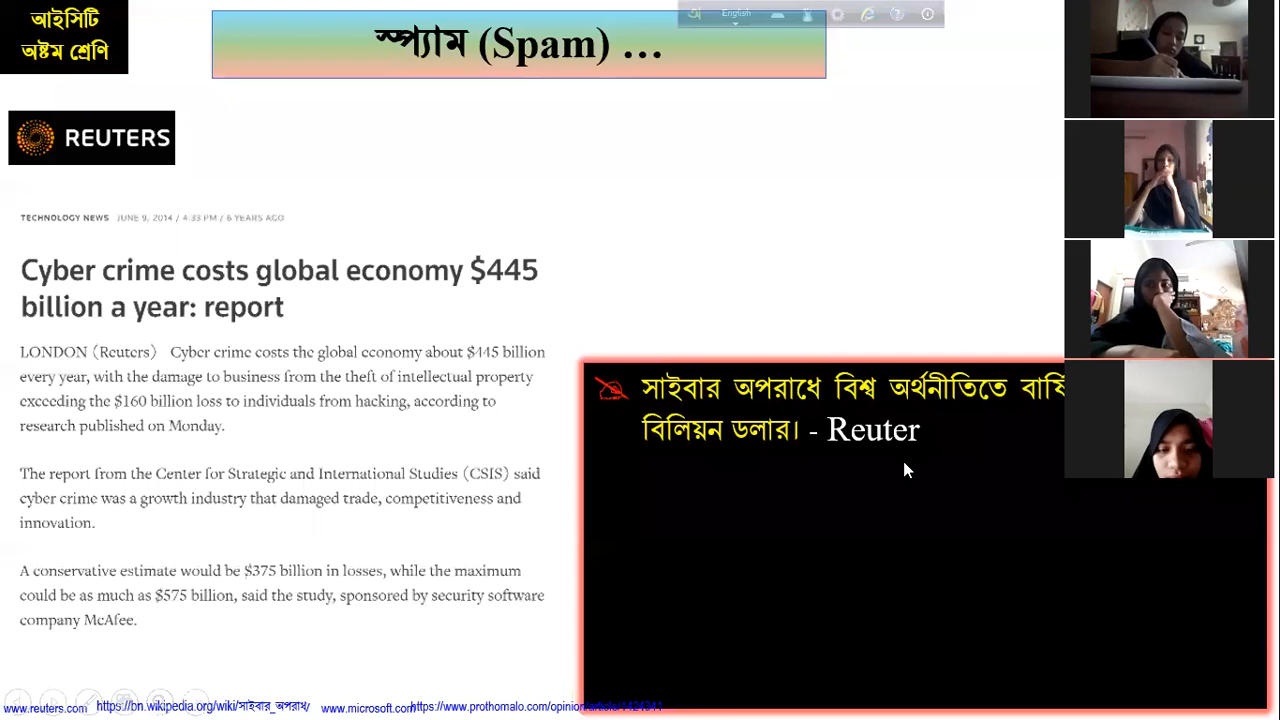 আইসিটি
অষ্টম শ্রেণি
স্প্যাম (Spam) ...
অ English
REUTERS
TECHNOLOGY NEWS JUNE 9, 2014 / 4:33 PM / 6 YEARS AGO
Cyber crime costs global economy $445
billion a year: report
LONDON (Reuters) Cyber crime costs the global economy about $445 billion
every year, with the damage to business from the theft of intellectual property
exceeding the $160 billion loss to individuals from hacking, according to
research published on Monday.
The report from the Center for Strategic and International Studies (CSIS) said
cyber crime was a growth industry that damaged trade, competitiveness and
innovation.
A conservative estimate would be $375 billion in losses, while the maximum
could be as much as $575 billion, said the study, sponsored by security software
company McAfee.
সাইবার অপরাধে বিশ্ব অর্থনীতিতে
বিলিয়ন ডলার। - Reuter
www.reuters.com https://bn.wikipedia.org/wiki/সাইবার_অপরাধ/ www.microsoft.com https://www.prothomalo.com/opinion/article/1124341